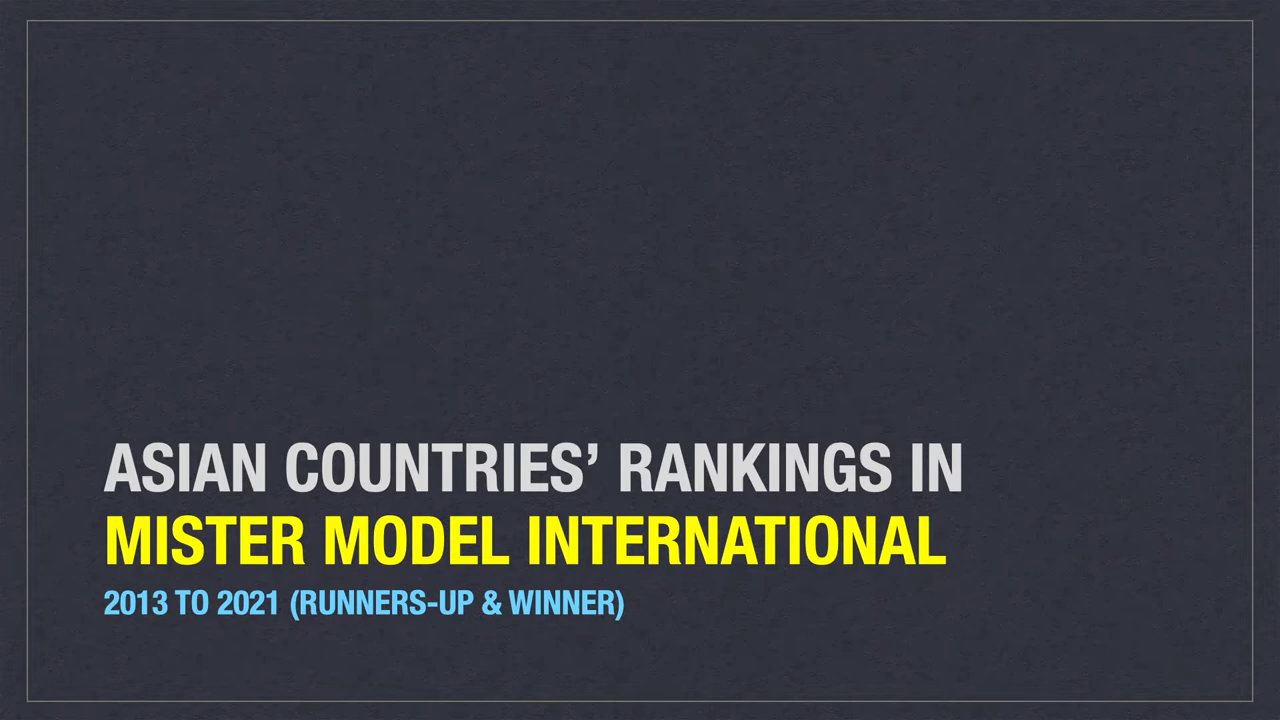 ASIAN COUNTRIES’ RANKINGS IN
MISTER MODEL INTERNATIONAL
2013 TO 2021 (RUNNERS-UP & WINNER)